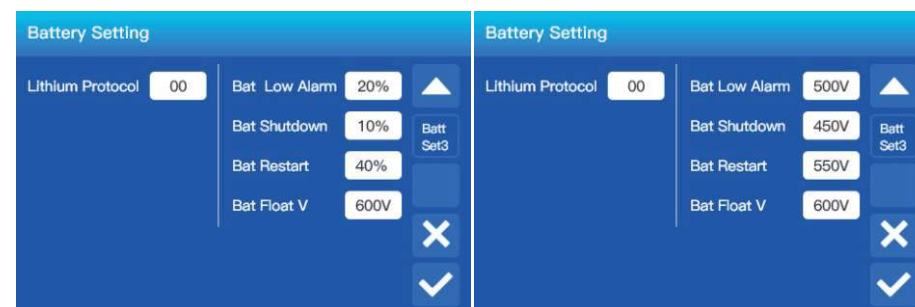 Battery Setting
Lithium Protocol 00
Bat Low Alarm 20%
Bat Shutdown 10%
Bat Restart 40%
Bat Float V 600V
Batt
Set3
Battery Setting
Lithium Protocol 00
Bat Low Alarm 500V
Bat Shutdown 450V
Bat Restart 550V
Bat Float V 600V
Batt
Set3